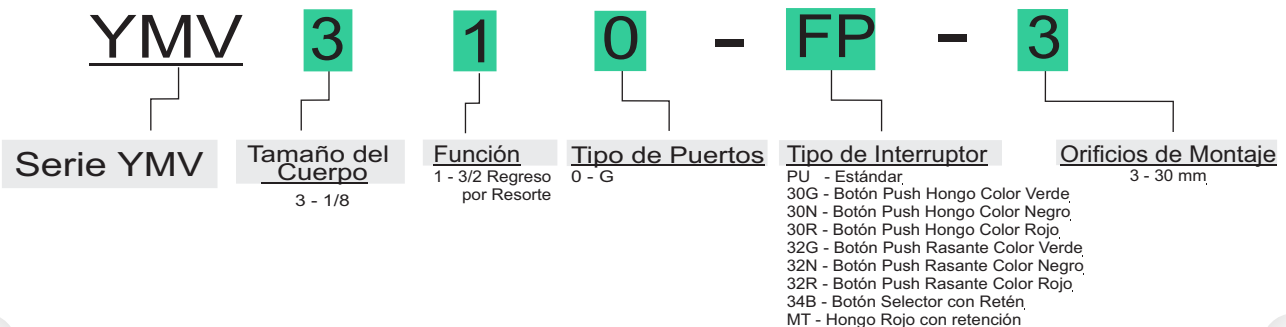 YMV 3 1 0 - FP - 3
Serie YMV
Tamaño del
Cuerpo
3 - 1/8
Función
1 - 3/2 Regreso
por Resorte
Tipo de Puertos
0 - G
Tipo de Interruptor
PU - Estándar
30G - Botón Push Hongo Color Verde
30N - Botón Push Hongo Color Negro
30R - Botón Push Hongo Color Rojo
32G - Botón Push Rasante Color Verde
32N - Botón Push Rasante Color Negro
32R - Botón Push Rasante Color Rojo
34B - Botón Selector con Retén
MT - Hongo Rojo con retención
Orificios de Montaje
3 - 30 mm